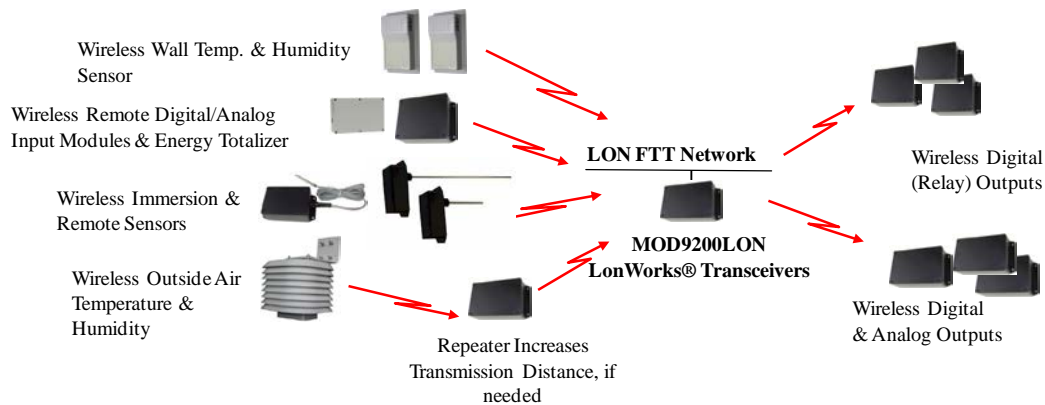 Wireless Wall Temp. & Humidity
Sensor
Wireless Remote Digital/Analog
Input Modules & Energy Totalizer
Wireless Immersion &
Remote Sensors
Wireless Outside Air
Temperature &
Humidity
Repeater Increases
Transmission Distance, if
needed
LON FTT Network
MOD9200LON
LonWorks® Transceivers
Wireless Digital
(Relay) Outputs
Wireless Digital
& Analog Outputs